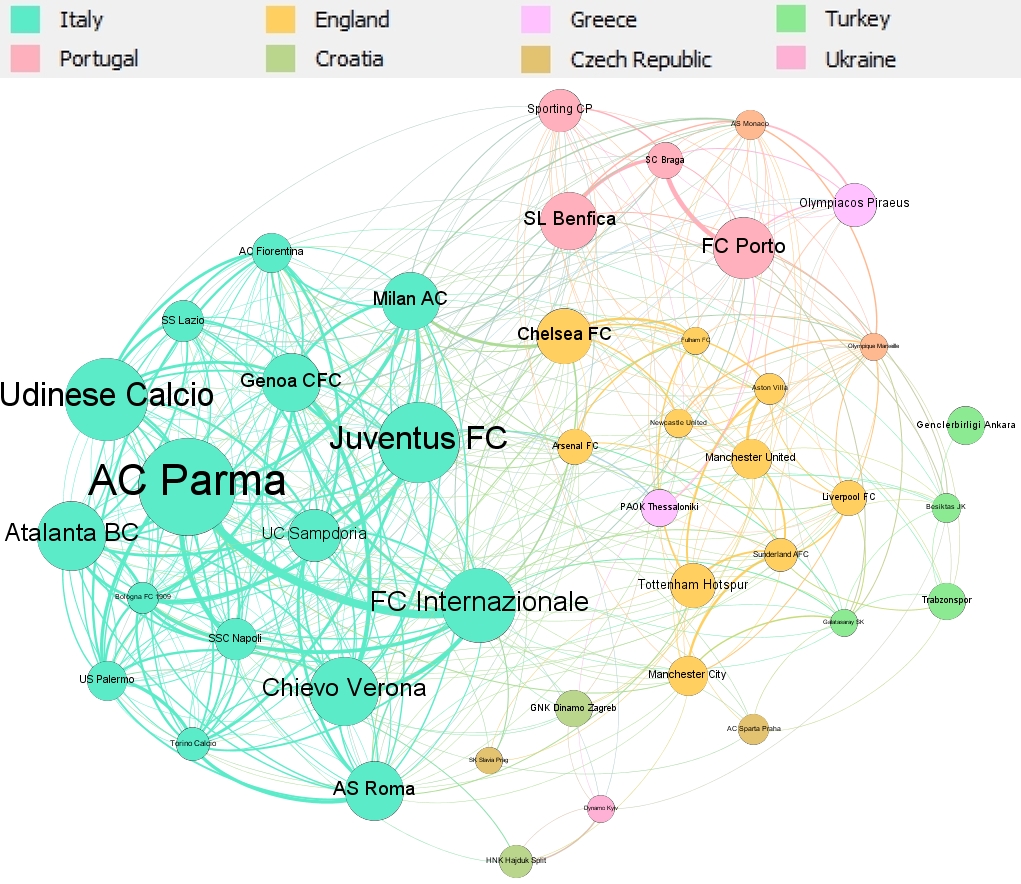 Italy
England
Greece
Turkey
Portugal
Croatia
Czech Republic
Ukraine
Sporting CP
AS Monaco
SC Braga
Olympiacos Piraeus
SL Benfica
FC Porto
AC Fiorentina
Milan AC
SS Lazio
Chelsea FC
Fulham FC
Olympique Marseille
Genoa CFC
Udinese Calcio
Aston Villa
Newcastle United
Genclerbirligi Ankara
Juventus FC
Arsenal FC
Manchester United
AC Parma
Liverpool FC
PAOK Thessaloniki
Besiktas JK
Atalanta BC
UC Sampdoria
Sunderland AFC
Tottenham Hotspur
Bologna FC 1909
FC Internazionale
Trabzonspor
Galatasaray SK
SSC Napoli
Manchester City
US Palermo
Chievo Verona
GNK Dinamo Zagreb
AC Sparta Praha
Torino Calcio
SK Slavia Prag
AS Roma
Dynamo Kyiv
HNK Hajduk Split